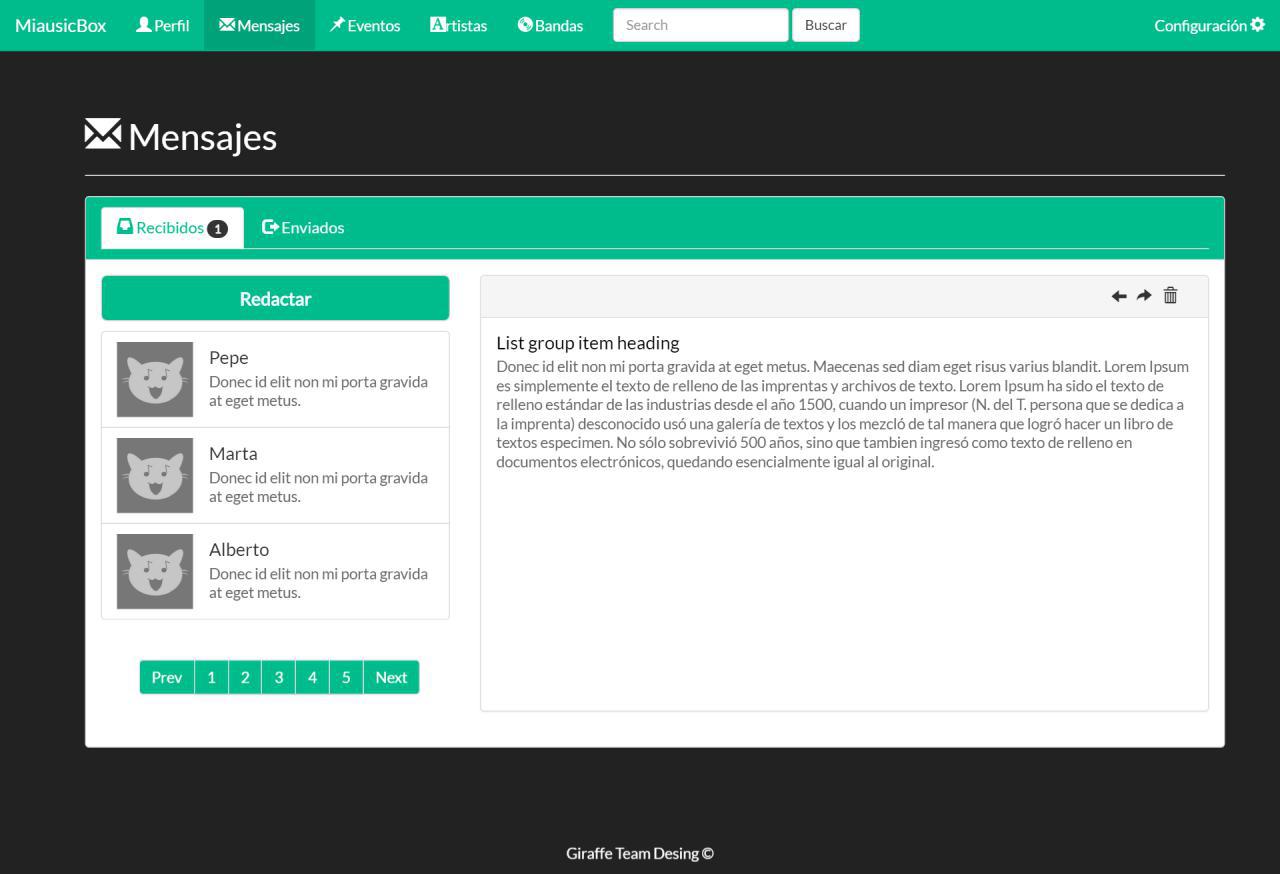 MiausicBox Perfil Mensajes Eventos Artistas Bandas Search Buscar Configuración
Mensajes
Recibidos 1 Enviados
Redactar
Pepe
Donec id elit non mi porta gravida
at eget metus.
Marta
Donec id elit non mi porta gravida
at eget metus.
Alberto
Donec id elit non mi porta gravida
at eget metus.
Prev 1 2 3 4 5 Next
List group item heading
Donec id elit non mi porta gravida at eget metus. Maecenas sed diam eget risus varius blandit. Lorem Ipsum
es simplemente el texto de relleno de las imprentas y archivos de texto. Lorem Ipsum ha sido el texto de
relleno estándar de las industrias desde el año 1500, cuando un impresor (N. del T. persona que se dedica a
la imprenta) desconocido usó una galería de textos y los mezcló de tal manera que logró hacer un libro de
textos especimen. No sólo sobrevivió 500 años, sino que tambien ingresó como texto de relleno en
documentos electrónicos, quedando esencialmente igual al original.
Giraffe Team Desing ©